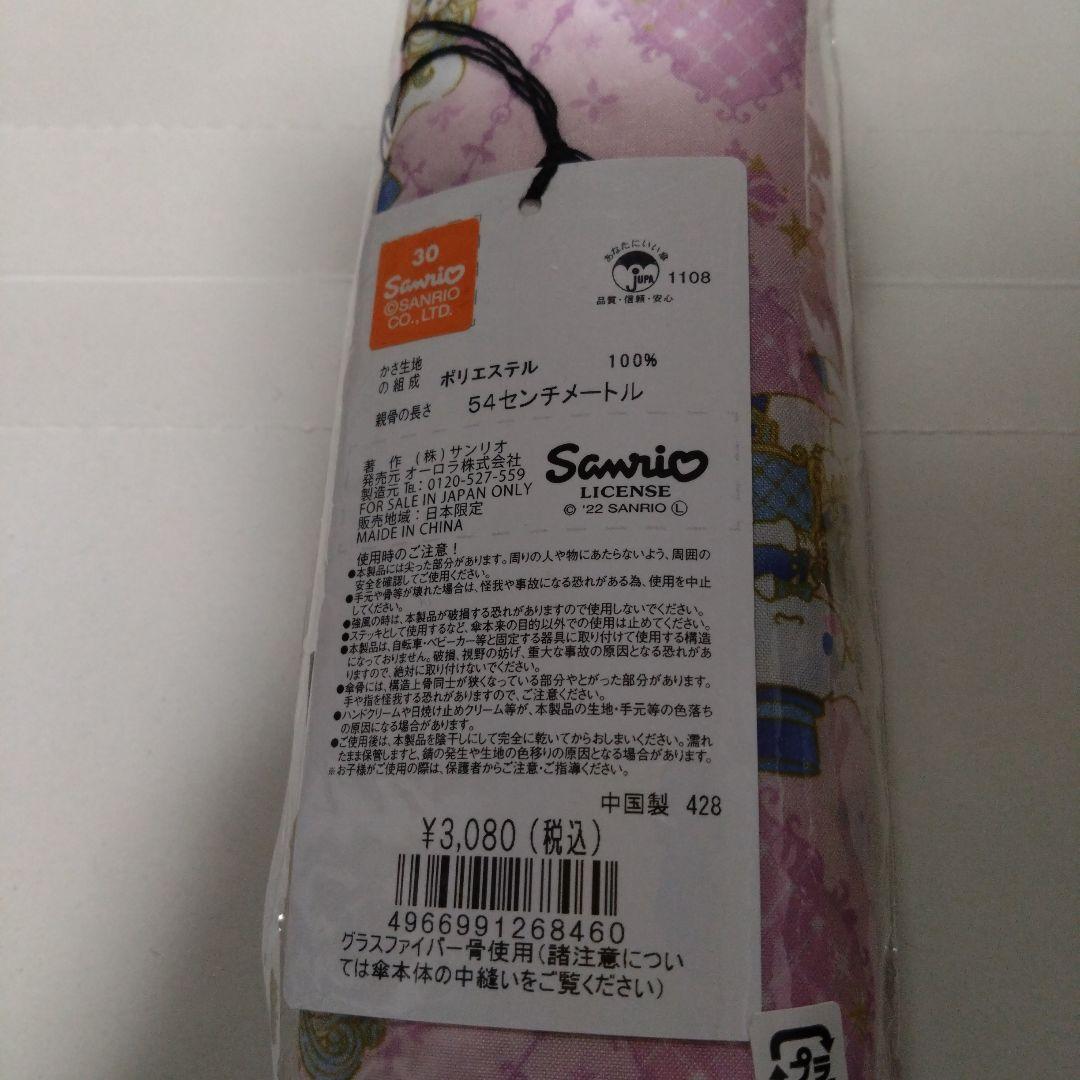 30
Sanrio
©SANRIO
CO.,LTD.
あなたにいい傘
JUPA
1108
品質・信頼・安心
かさ生地
の組成 ポリエステル 100%
親骨の長さ 54センチメートル
著 作 (株)サンリオ
発売元 オーロラ株式会社
製造元 TEL: 0120-527-559
FOR SALE IN JAPAN ONLY
販売地域:日本限定
MAIDE IN CHINA
Sanrio
LICENSE
© '22 SANRIO Ⓛ
使用時のご注意!
●本製品には尖った部分があります。周りの人や物にあたらないよう、周囲の
安全を確認してご使用ください。
●手元や骨等が壊れた場合は、怪我や事故になる恐れがある為、使用を中止
してください。
●強風の時は、本製品が破損する恐れがありますので使用しないでください。
●ステッキとして使用するなど、傘本来の目的以外での使用は止めてください。
●本製品は、自転車・ベビーカー等と固定する器具に取り付けて使用する構造
になっておりません。破損、視野の妨げ、重大な事故の原因となる恐れがあ
りますので、絶対に取り付けないでください。
●傘骨には、構造上骨同士が狭くなっている部分やとがった部分があります。
手や指を怪我する恐れがありますので、ご注意ください。
●ハンドクリームや日焼け止めクリーム等が、本製品の生地・手元等の色落ち
の原因になる場合があります。
●ご使用後は、本製品を陰干しにして完全に乾いてからおしまいください。濡れ
たまま保管しますと、錆の発生や生地の色移りの原因となる場合があります。
※お子様がご使用の際は、保護者からご注意・ご指導ください。
中国製 428
¥3,080(税込)
4966991268460
グラスファイバー骨使用(諸注意につい
ては傘本体の中縫いをご覧ください)
プラ